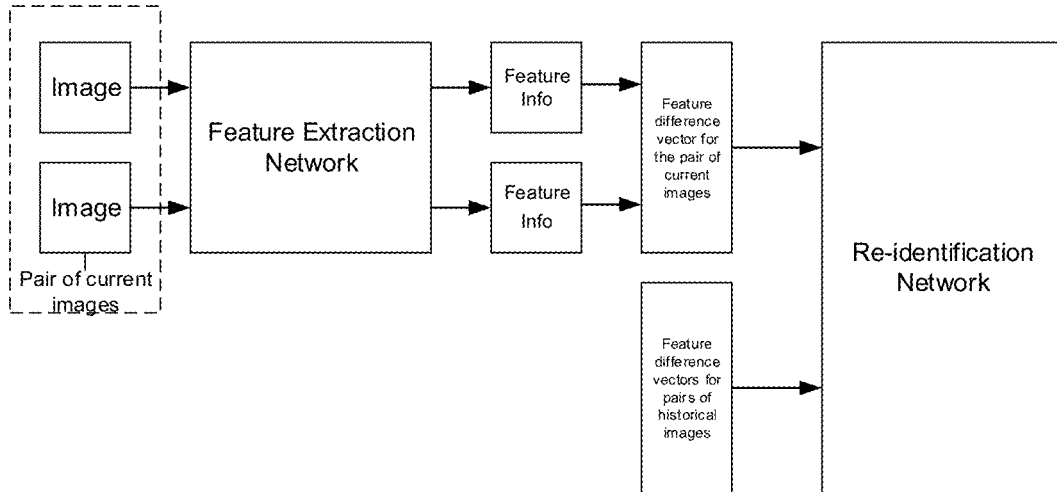 Image
Image
Pair of current
images
Feature Extraction
Network
Feature
Info
Feature
Info
Feature
difference
vector for
the pair of
current
images
Feature
difference
vectors for
pairs of
historical
images
Re-identification
Network